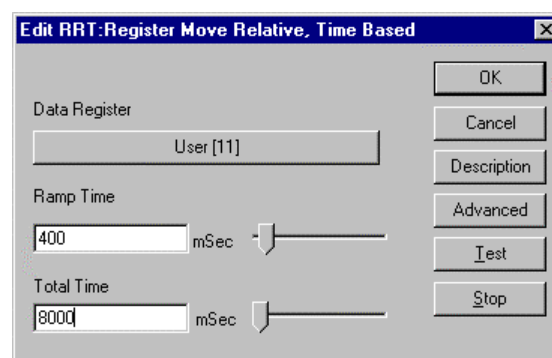 Edit RRT:Register Move Relative, Time Based
OK
Data Register
Cancel
User [11]
Description
Ramp Time
Advanced
400 mSec
Test
Total Time
Stop
8000 mSec